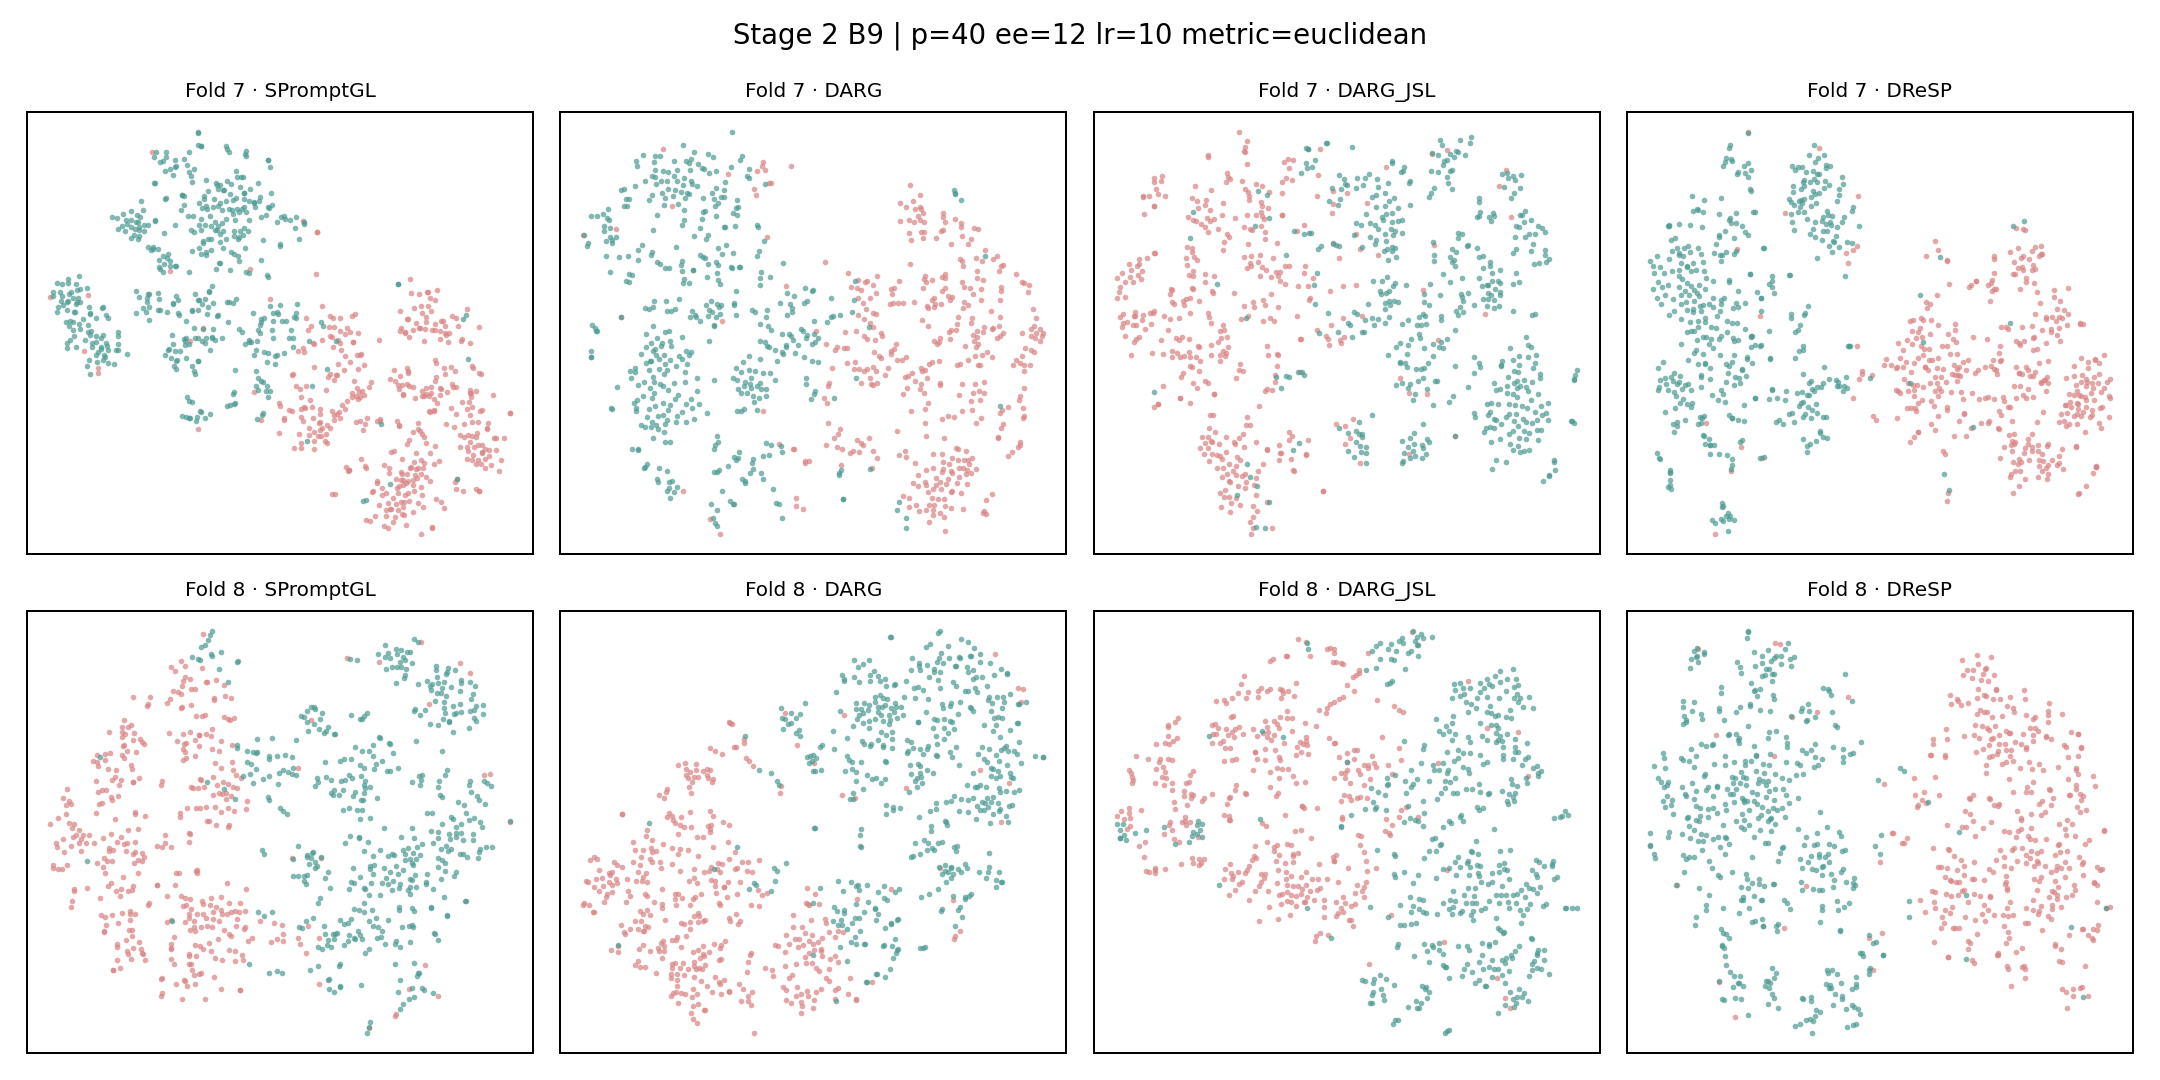 Stage 2 B9 | p=40 ee=12 lr=10 metric=euclidean
Fold 7 · SPromptGL
Fold 7 · DARG
Fold 7 · DARG_JSL
Fold 7 · DReSP
Fold 8 · SPromptGL
Fold 8 · DARG
Fold 8 · DARG_JSL
Fold 8 · DReSP